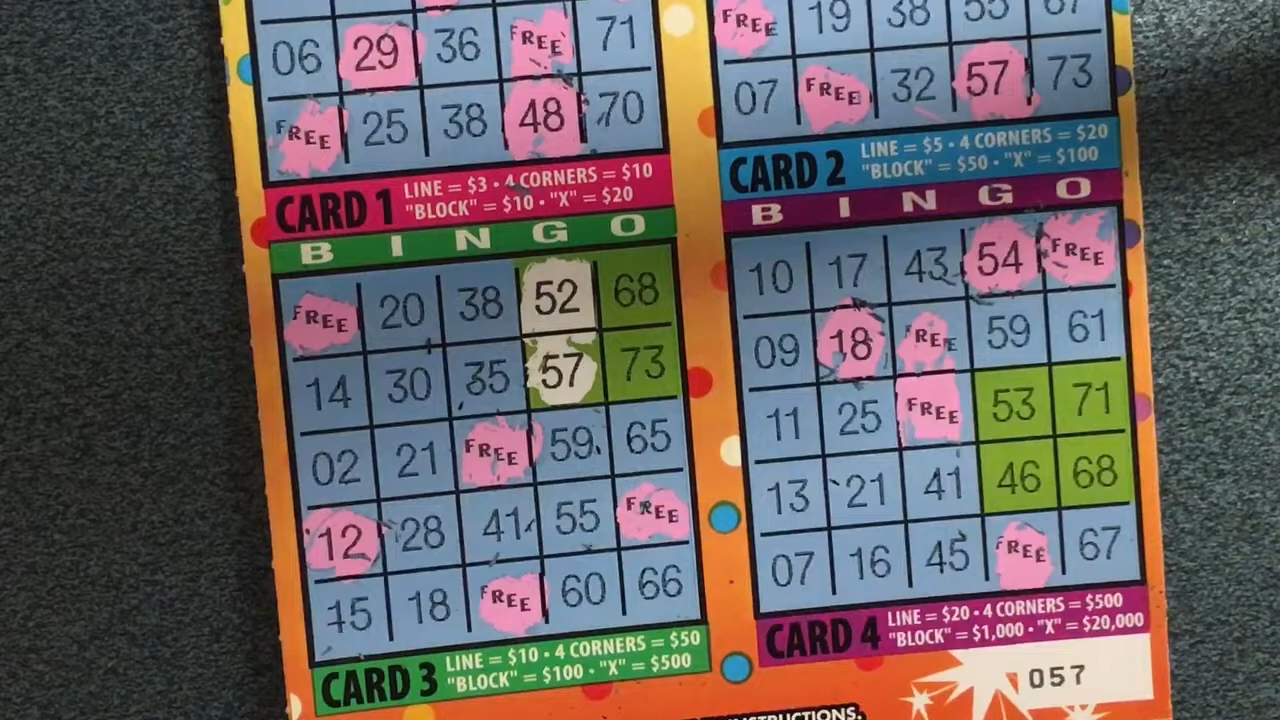 FREE 19 38 55 67
06 29 36 FREE 71
07 FREE 32 57 73
FREE 25 38 48 70
CARD 1 LINE = $3 • 4 CORNERS = $10
"BLOCK" = $10 • "X" = $20
CARD 2 LINE = $5 • 4 CORNERS = $20
"BLOCK" = $50 • "X" = $100
B I N G O
FREE 20 38 52 68
14 30 35 57 73
02 21 FREE 59 65
12 28 41 55 FREE
15 18 FREE 60 66
CARD 3 LINE = $10 • 4 CORNERS = $50
"BLOCK" = $100 • "X" = $500
B I N G O
10 17 43 54 FREE
09 18 FREE 59 61
11 25 FREE 53 71
13 21 41 46 68
07 16 45 FREE 67
CARD 4 LINE = $20 • 4 CORNERS = $500
"BLOCK" = $1,000 • "X" = $20,000
057
INSTRUCTIONS.